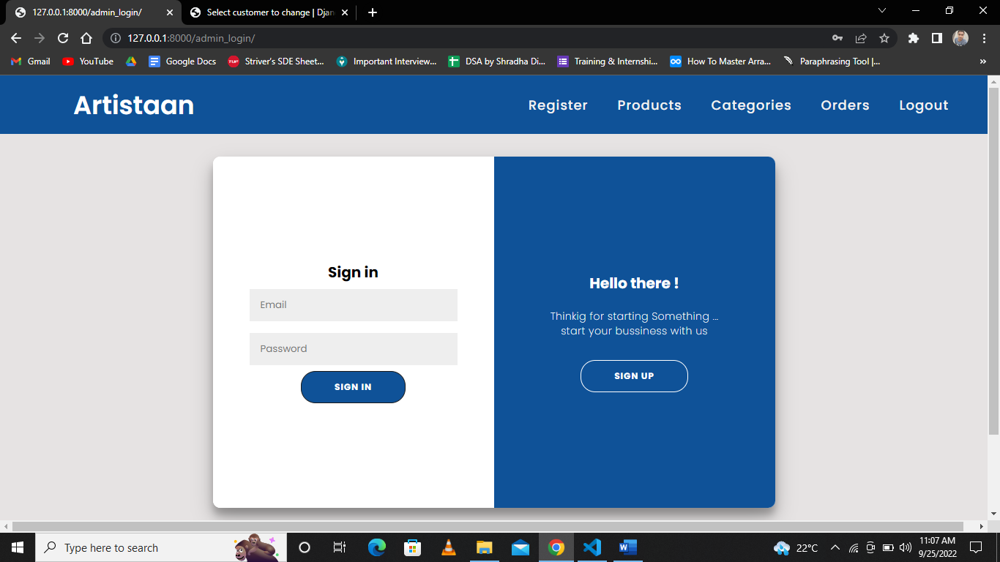 127.0.0.1:8000/admin_login/
Select customer to change | Djan
127.0.0.1:8000/admin_login/
Gmail
YouTube
Google Docs
TUF
Striver's SDE Sheet...
Important Interview...
DSA by Shradha Di...
Training & Internshi...
How To Master Arra...
Paraphrasing Tool |...
»
Artistaan
Register
Products
Categories
Orders
Logout
Sign in
Email
Password
SIGN IN
Hello there !
Thinkig for starting Something ...
start your bussiness with us
SIGN UP
Type here to search
22°C
11:07 AM
9/25/2022